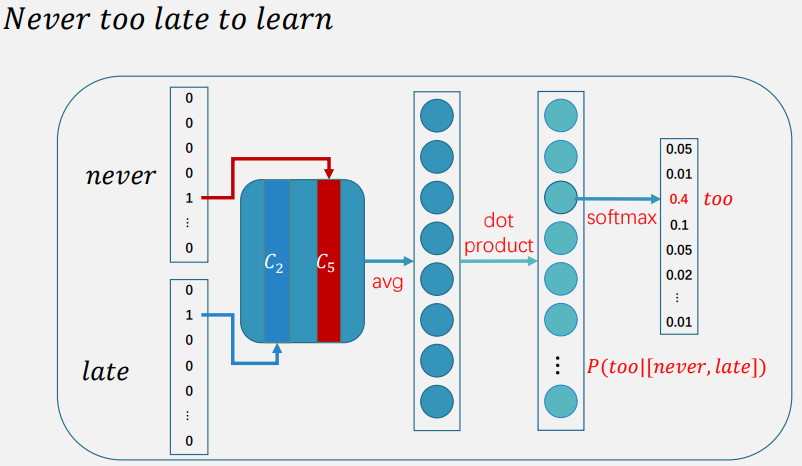 Never too late to learn
never
0
0
0
0
1
⋮
0
late
0
1
0
0
0
⋮
0
C₂
C₅
avg
dot
product
⋮
softmax
0.05
0.01
0.4
0.1
0.05
0.02
⋮
0.01
too
P(too|[never, late])